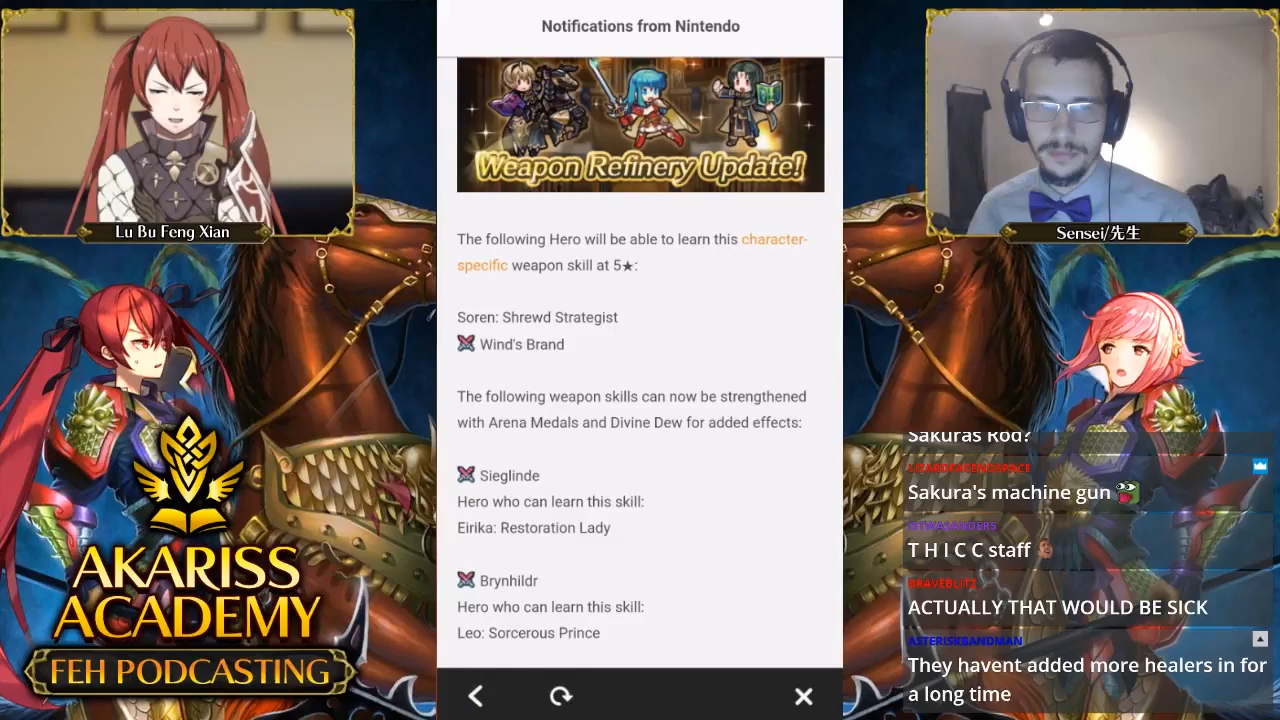 Notifications from Nintendo
Weapon Refinery Update!
The following Hero will be able to learn this character-
specific weapon skill at 5★:
Soren: Shrewd Strategist
Wind's Brand
The following weapon skills can now be strengthened
with Arena Medals and Divine Dew for added effects:
Sieglinde
Hero who can learn this skill:
Eirika: Restoration Lady
Brynhildr
Hero who can learn this skill:
Leo: Sorcerous Prince
Lu Bu Feng Xian
Sensei/先生
AKARISS
ACADEMY
FEH PODCASTING
Sakuras Rod?
LIZARDFACEINSPACE
Sakura's machine gun
T H I C C staff
BRAVEBLITZ
ACTUALLY THAT WOULD BE SICK
ASTERISKBANDMAN
They havent added more healers in for
a long time